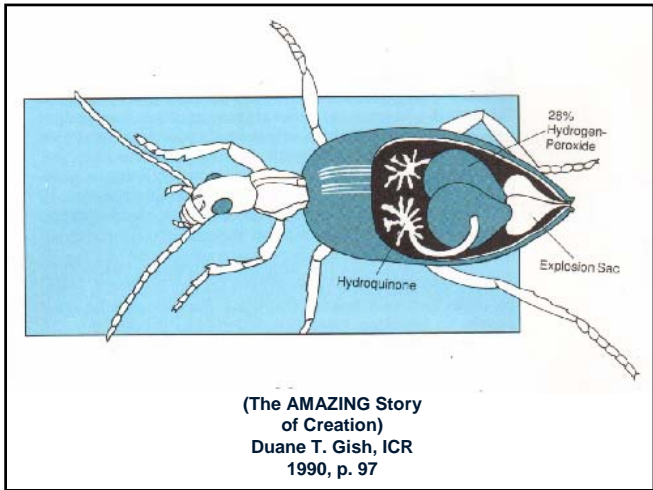 28%
Hydrogen-
Peroxide
Explosion Sac
Hydroquinone
(The AMAZING Story
of Creation)
Duane T. Gish, ICR
1990, p. 97